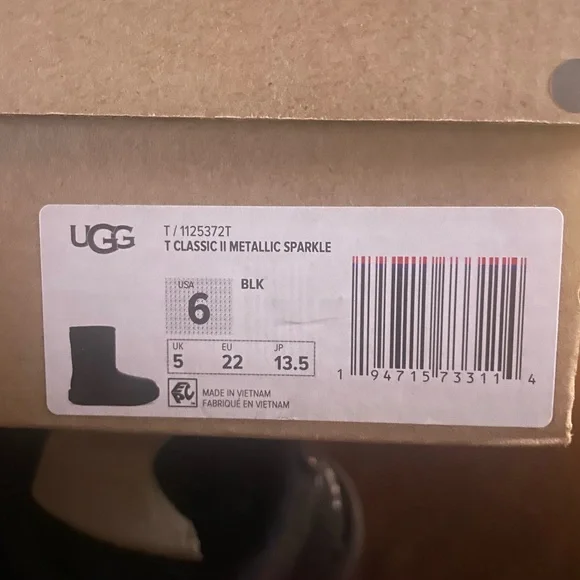 UGG
T / 1125372T
T CLASSIC II METALLIC SPARKLE
USA
6
BLK
UK EU JP
5 22 13.5
MADE IN VIETNAM
FABRIQUÉ EN VIETNAM
1 94715 73311 4